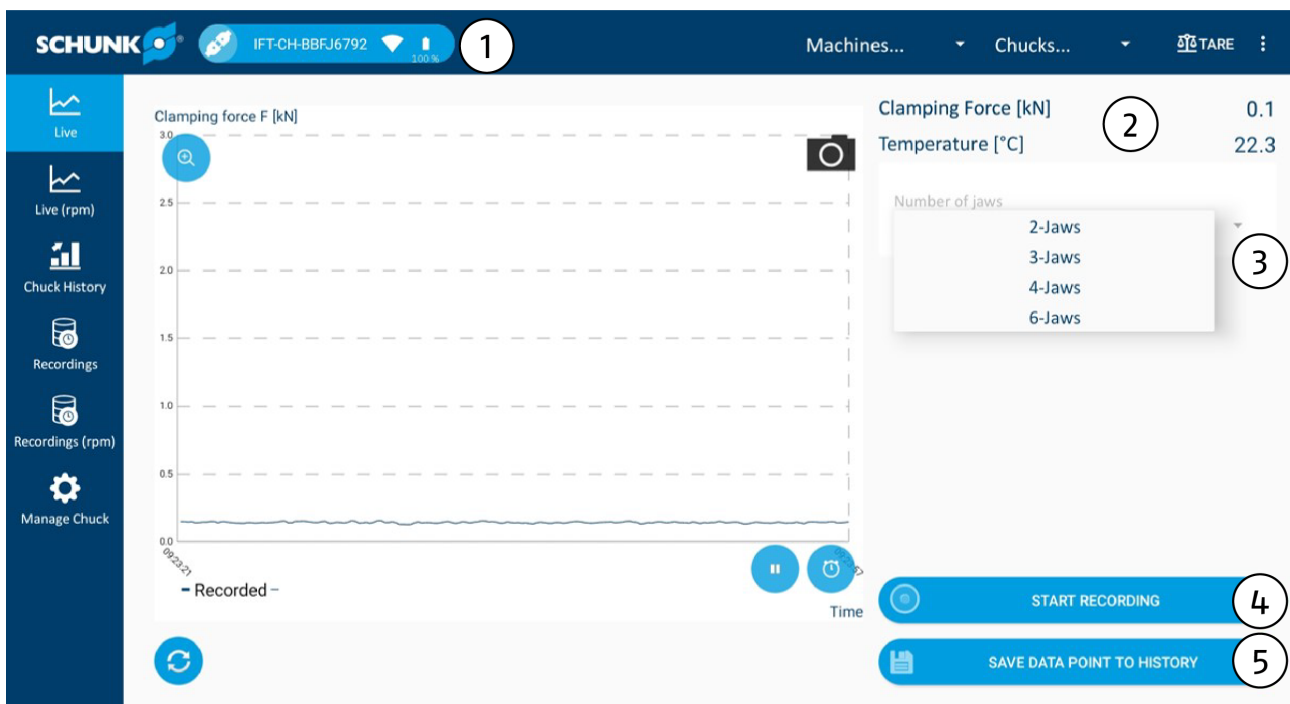 SCHUNK
IFT-CH-BBFJ6792
100 %
1
Machines...
Chucks...
TARE
Live
Live (rpm)
Chuck History
Recordings
Recordings (rpm)
Manage Chuck
Clamping force F [kN]
3.0
2.5
2.0
1.5
1.0
0.5
0.0
09:23:21
Recorded
Time
Clamping Force [kN] 0.1
2
Temperature [°C] 22.3
Number of jaws
2-Jaws
3-Jaws
4-Jaws
6-Jaws
3
START RECORDING
4
SAVE DATA POINT TO HISTORY
5